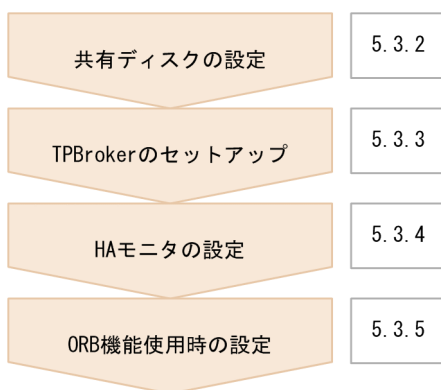 共有ディスクの設定
5.3.2
TPBrokerのセットアップ
5.3.3
HAモニタの設定
5.3.4
ORB機能使用時の設定
5.3.5